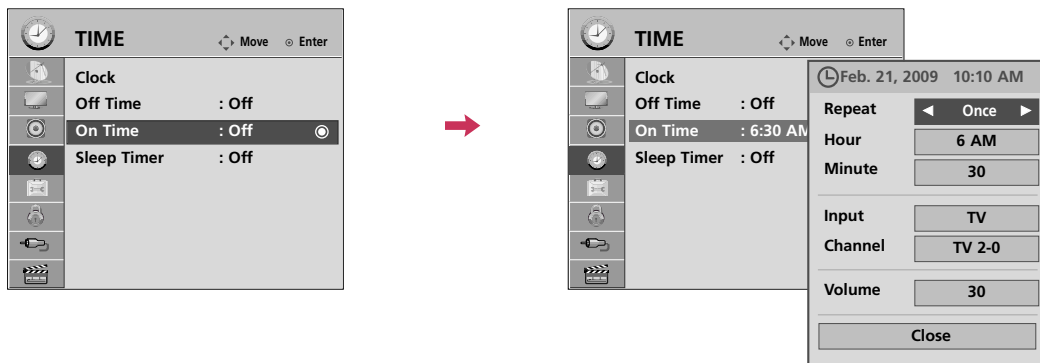 TIME
Move Enter
Clock
Off Time : Off
On Time : Off
Sleep Timer : Off
TIME
Move Enter
Clock
Off Time : Off
On Time : 6:30 AM
Sleep Timer : Off
Feb. 21, 2009 10:10 AM
Repeat ◀ Once ▶
Hour 6 AM
Minute 30
Input TV
Channel TV 2-0
Volume 30
Close